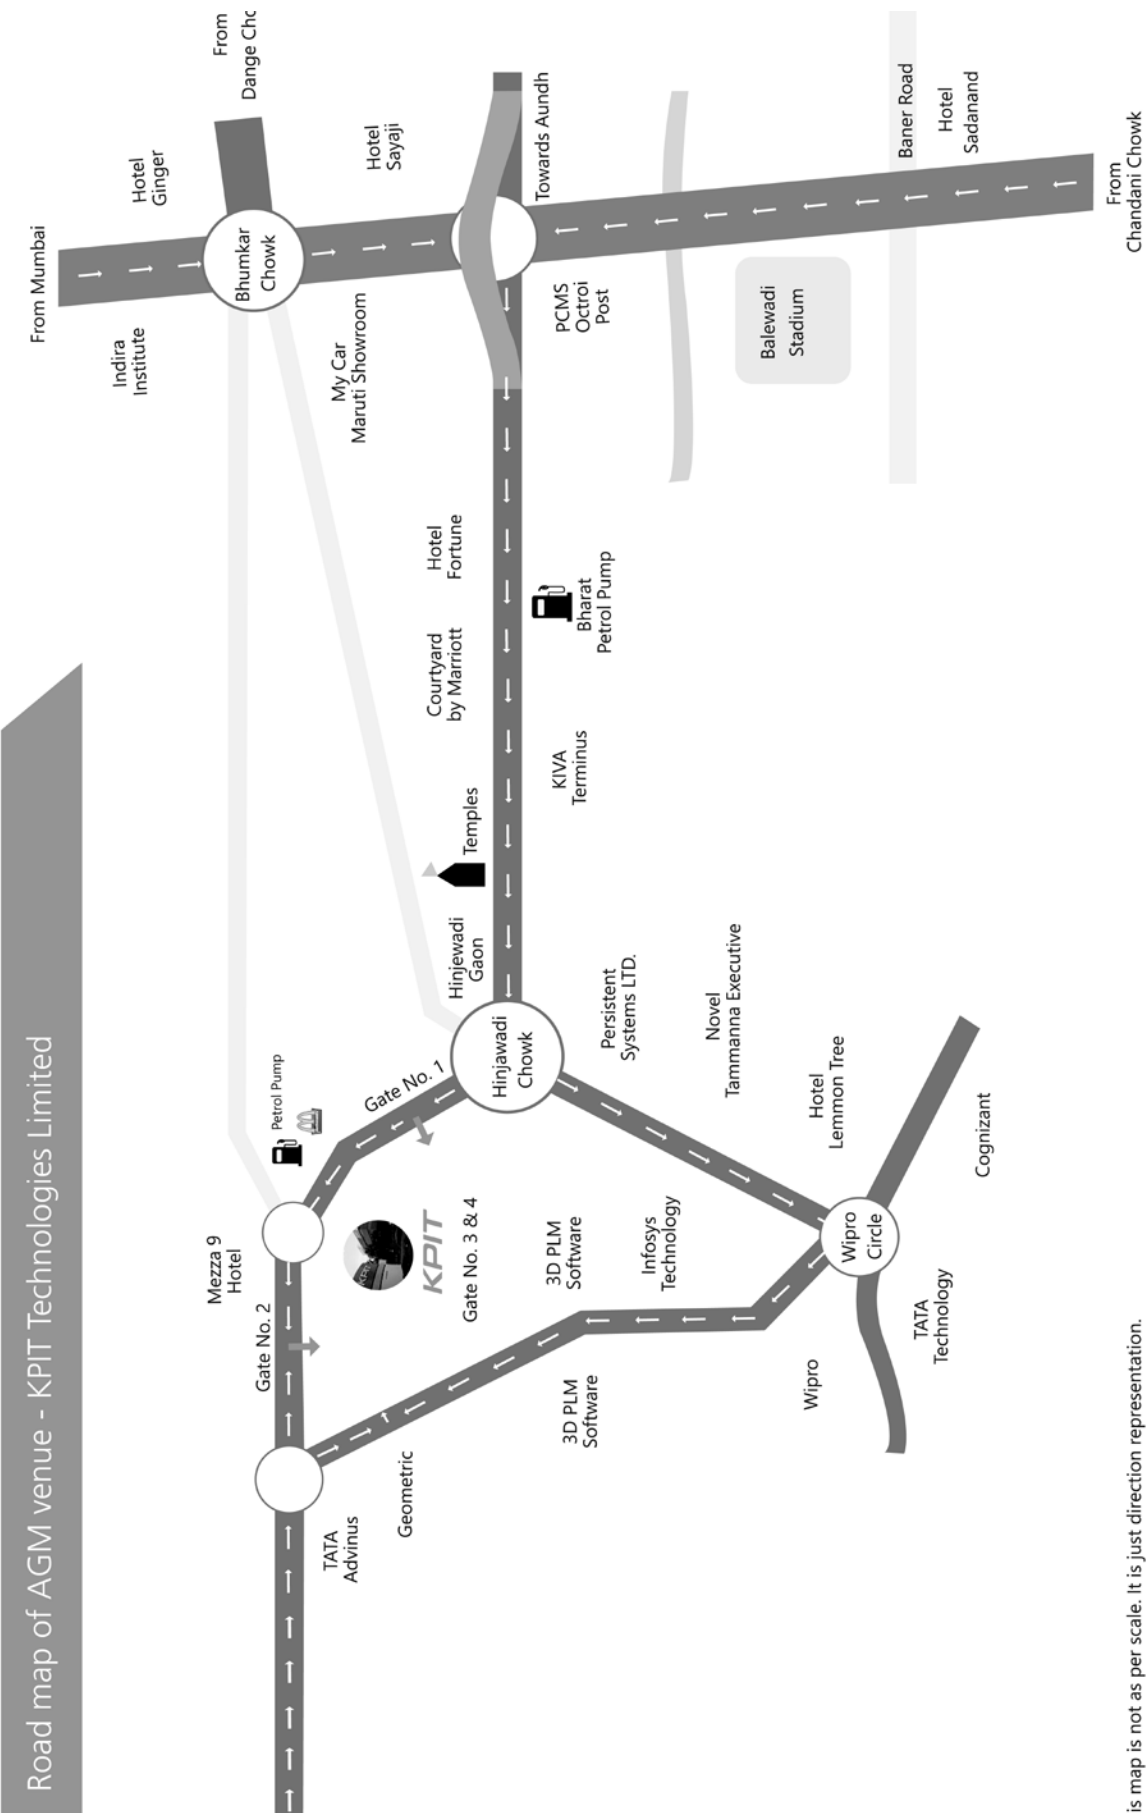 Road map of AGM venue - KPIT Technologies Limited
From Mumbai
Indira
Institute
Hotel
Ginger
From
Dange Cho
Bhumkar
Chowk
My Car
Maruti Showroom
Hotel
Sayaji
Towards Aundh
PCMS
Octroi
Post
Balewadi
Stadium
Baner Road
Hotel
Sadanand
From
Chandani Chowk
Hotel
Fortune
Courtyard
by Marriott
Bharat
Petrol Pump
KIVA
Terminus
Temples
Hinjewadi
Gaon
Hinjawadi
Chowk
Persistent
Systems LTD.
Novel
Tammanna Executive
Hotel
Lemmon Tree
Cognizant
Petrol Pump
Gate No. 1
Mezza 9
Hotel
Gate No. 2
KPIT
Gate No. 3 & 4
3D PLM
Software
Infosys
Technology
Wipro
Circle
TATA
Technology
Wipro
3D PLM
Software
Geometric
TATA
Advinus
is map is not as per scale. It is just direction representation.